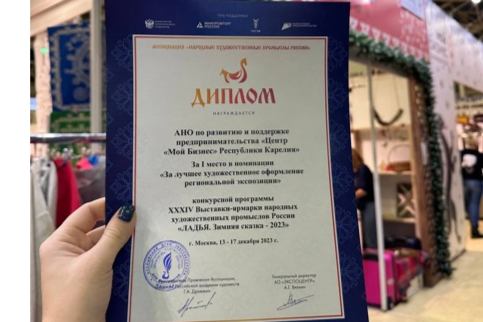 АССОЦИАЦИЯ «НАРОДНЫЕ ХУДОЖЕСТВЕННЫЕ ПРОМЫСЛЫ РОССИИ»
ДИПЛОМ
НАГРАЖДАЕТСЯ
АНО по развитию и поддержке
предпринимательства «Центр
«Мой Бизнес» Республики Карелия»
За I место в номинации
«За лучшее художественное оформление
региональной экспозиции»
конкурсной программы
XXXIV Выставки-ярмарки народных
художественных промыслов России
«ЛАДЬЯ. Зимняя сказка - 2023»
г. Москва, 13 - 17 декабря 2023 г.
Генеральный директор
АО «ЭКСПОЦЕНТР»